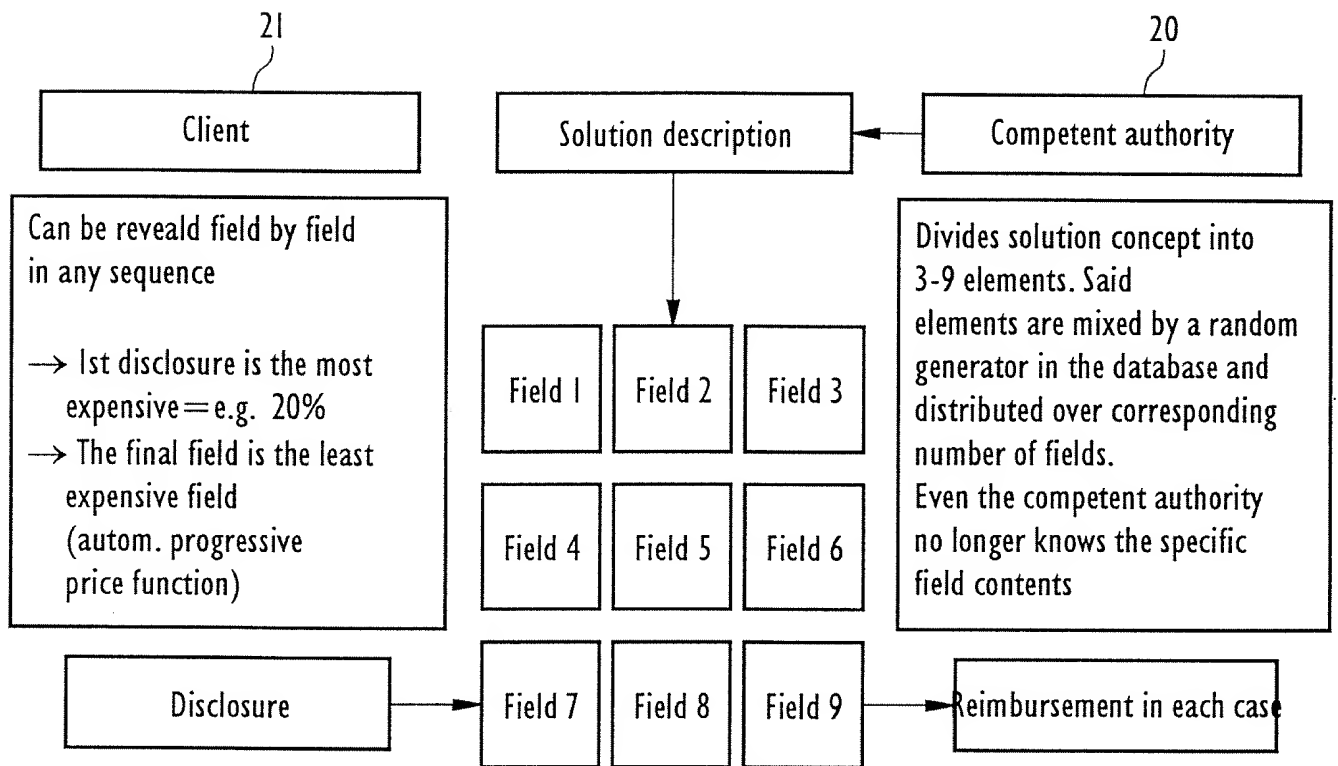 21
20
Client
Solution description
Competent authority
Can be reveald field by field
in any sequence
→ 1st disclosure is the most
expensive=e.g. 20%
→ The final field is the least
expensive field
(autom. progressive
price function)
Field 1
Field 2
Field 3
Field 4
Field 5
Field 6
Field 7
Field 8
Field 9
Divides solution concept into
3-9 elements. Said
elements are mixed by a random
generator in the database and
distributed over corresponding
number of fields.
Even the competent authority
no longer knows the specific
field contents
Disclosure
Reimbursement in each case